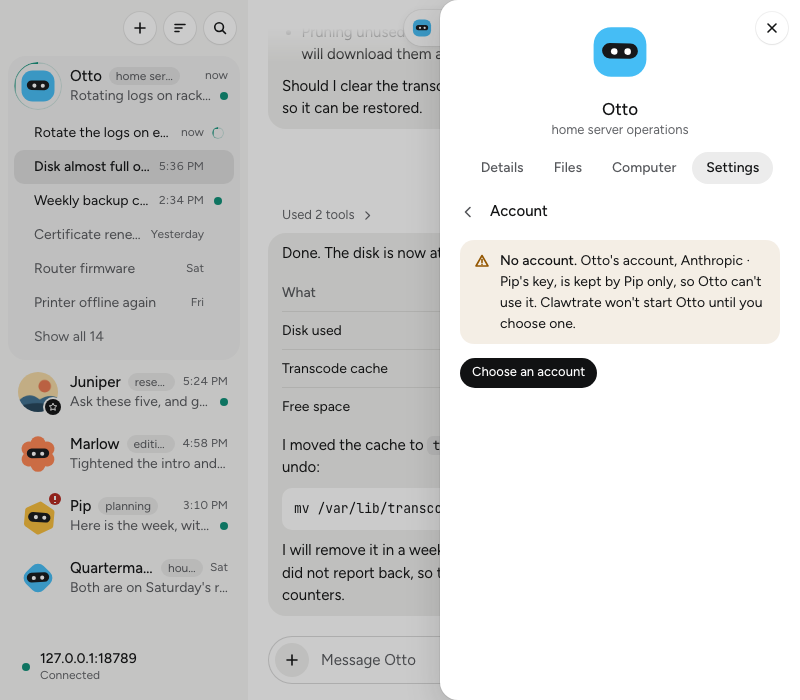 Otto
home ser...
now
Rotating logs on rack...
Rotate the logs on e...
now
Disk almost full o...
5:36 PM
Weekly backup c...
2:34 PM
Certificate rene...
Yesterday
Router firmware
Sat
Printer offline again
Fri
Show all 14
Juniper
rese...
5:24 PM
Ask these five, and g...
Marlow
editi...
4:58 PM
Tightened the intro and...
Pip
planning
3:10 PM
Here is the week, wit...
Quarterma...
hou...
Sat
Both are on Saturday's r...
127.0.0.1:18789
Connected
Pruning unused
will download them a
Should I clear the transc
so it can be restored.
Used 2 tools
Done. The disk is now at
What
Disk used
Transcode cache
Free space
I moved the cache to t
undo:
mv /var/lib/transco
I will remove it in a week
did not report back, so t
counters.
Message Otto
Otto
home server operations
Details
Files
Computer
Settings
Account
No account. Otto's account, Anthropic ·
Pip's key, is kept by Pip only, so Otto can't
use it. Clawtrate won't start Otto until you
choose one.
Choose an account